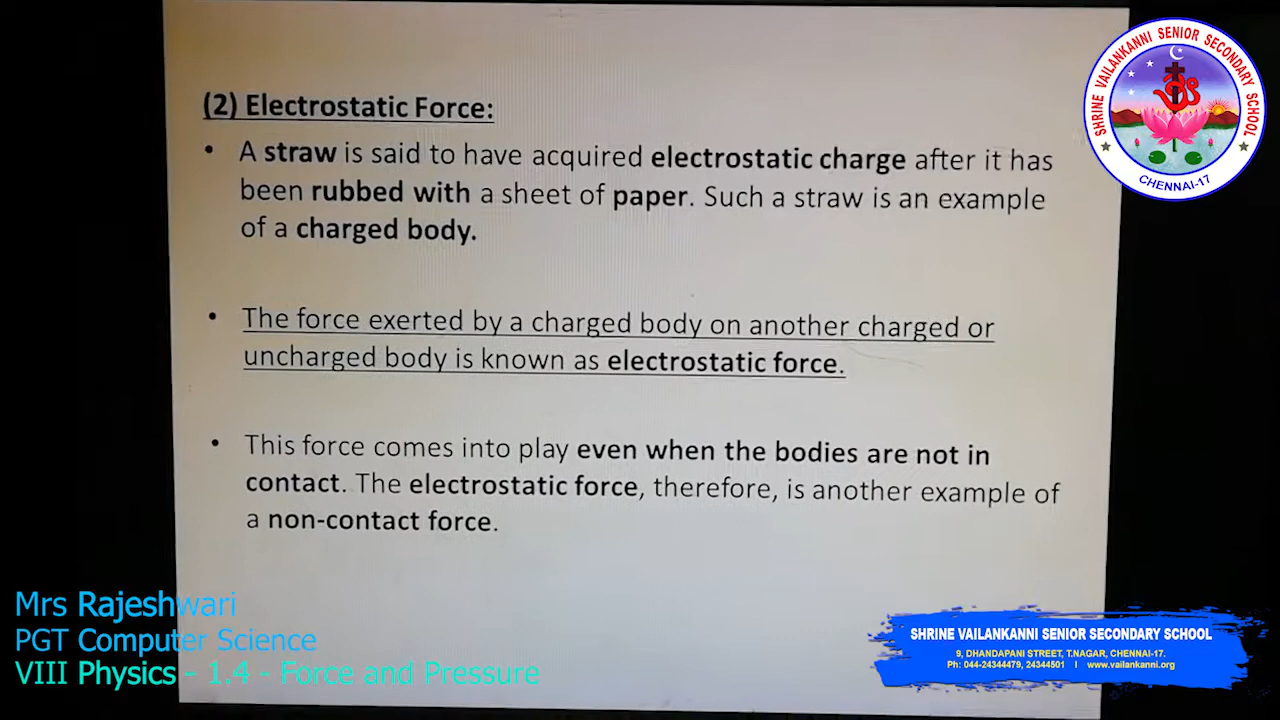 (2) Electrostatic Force:
• A straw is said to have acquired electrostatic charge after it has
been rubbed with a sheet of paper. Such a straw is an example
of a charged body.
• The force exerted by a charged body on another charged or
uncharged body is known as electrostatic force.
• This force comes into play even when the bodies are not in
contact. The electrostatic force, therefore, is another example of
a non-contact force.
SHRINE VAILANKANNI SENIOR SECONDARY SCHOOL
CHENNAI-17
Mrs Rajeshwari
PGT Computer Science
VIII Physics - 1.4 - Force and Pressure
SHRINE VAILANKANNI SENIOR SECONDARY SCHOOL
9, DHANDAPANI STREET, T.NAGAR, CHENNAI-17.
Ph: 044-24344479, 24344501 I www.vailankanni.org